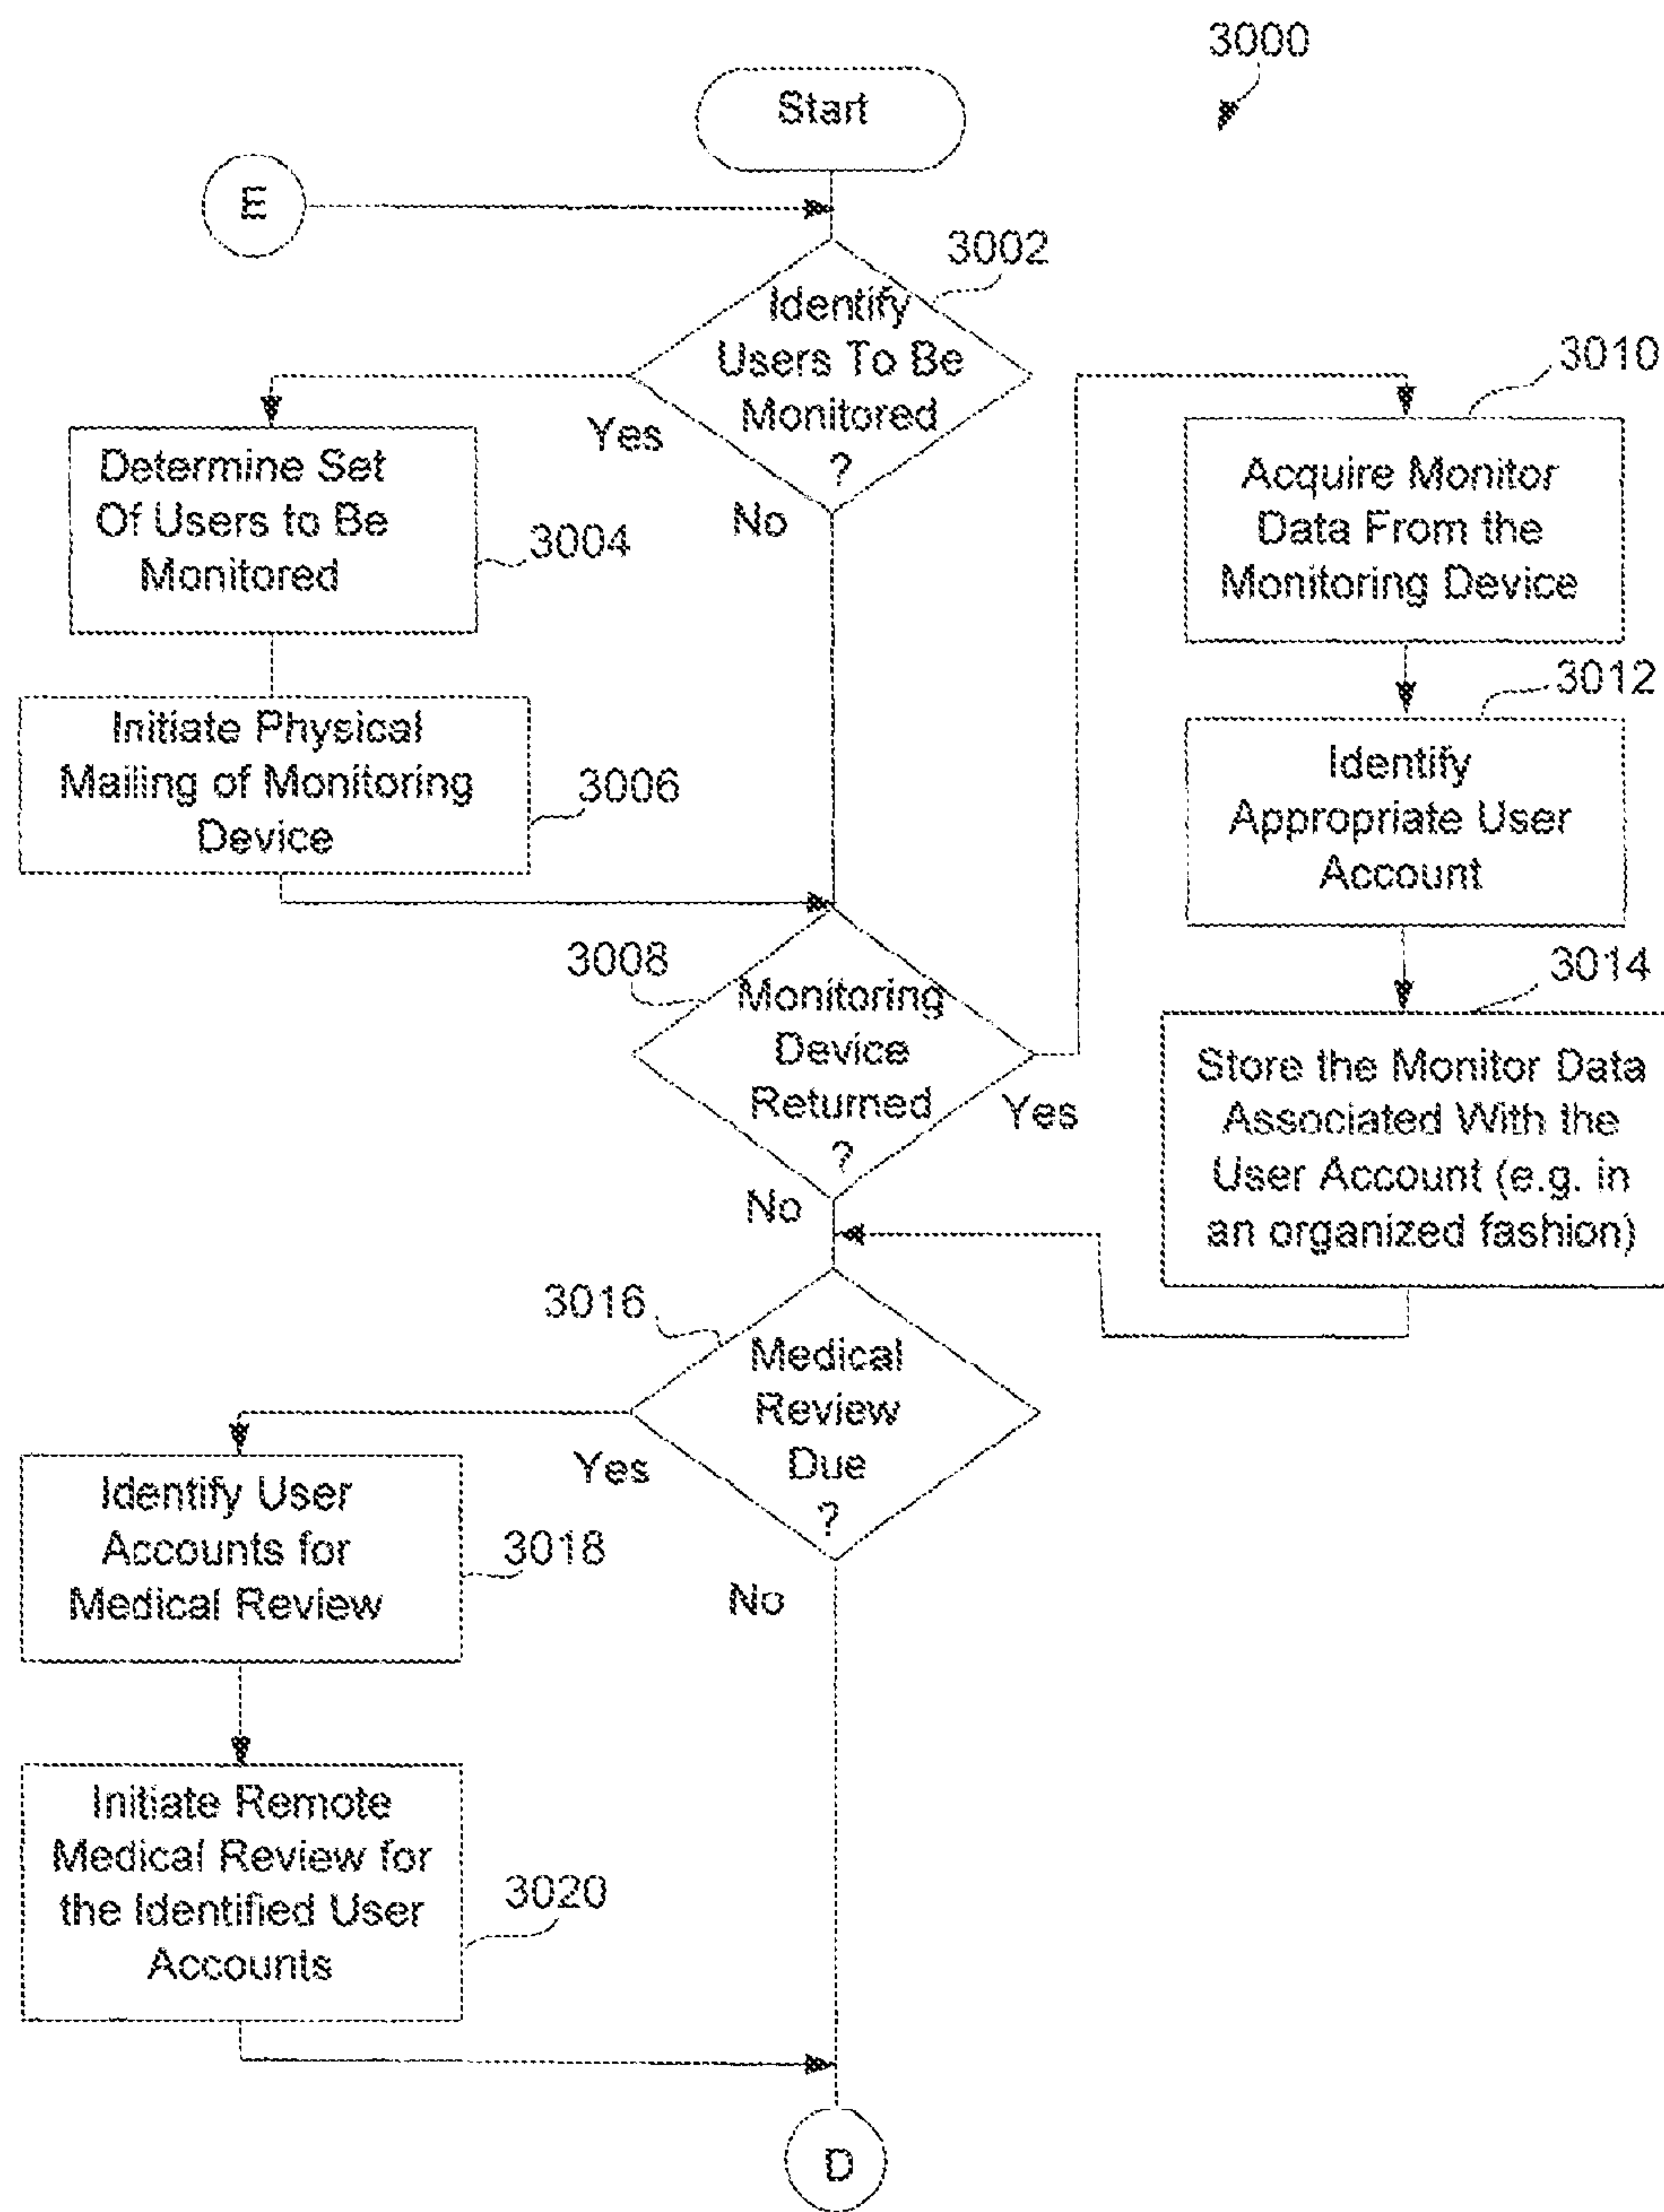 3000
Start
E
3002
Identify
Users To Be
Monitored
?
Yes
No
Determine Set
Of Users to Be
Monitored
3004
Initiate Physical
Mailing of Monitoring
Device
3006
3008
Monitoring
Device
Returned
?
Yes
No
3010
Acquire Monitor
Data From the
Monitoring Device
3012
Identify
Appropriate User
Account
3014
Store the Monitor Data
Associated With the
User Account (e.g. in
an organized fashion)
3016
Medical
Review
Due
?
Yes
No
Identify User
Accounts for
Medical Review
3018
Initiate Remote
Medical Review for
the Identified User
Accounts
3020
D